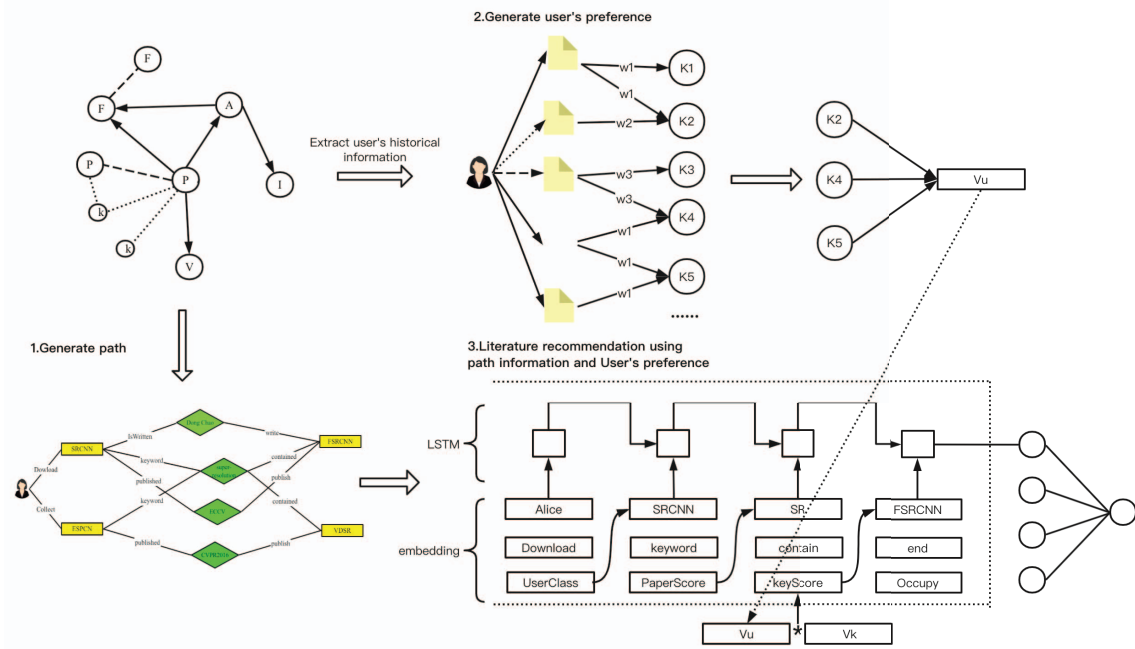 2.Generate user's preference
F
F
A
P
P
I
k
k
V
Extract user's historical
information
w1
w1
w2
w3
w3
w1
w1
w1
K1
K2
K3
K4
K5
......
K2
K4
K5
Vu
1.Generate path
3.Literature recommendation using
path information and User's preference
Dowload
Collect
SRCNN
ESPCN
IsWritten
keyword
published
keyword
published
ECCV
CVPR2016
write
contained
publish
contained
publish
FSRCNN
VDSR
LSTM
embedding
Alice
SRCNN
SR
FSRCNN
Download
keyword
contain
end
UserClass
PaperScore
keyScore
Occupy
Vu
*
Vk